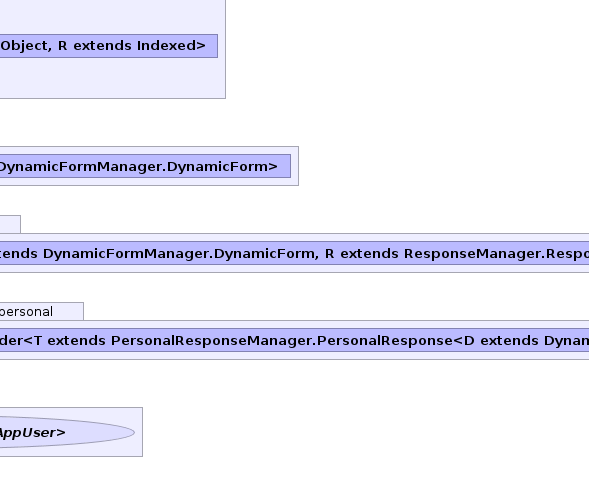 Object, R extends Indexed>
DynamicFormManager.DynamicForm>
tends DynamicFormManager.DynamicForm, R extends ResponseManager.Respo
personal
der<T extends PersonalResponseManager.PersonalResponse<D extends Dynam
AppUser>